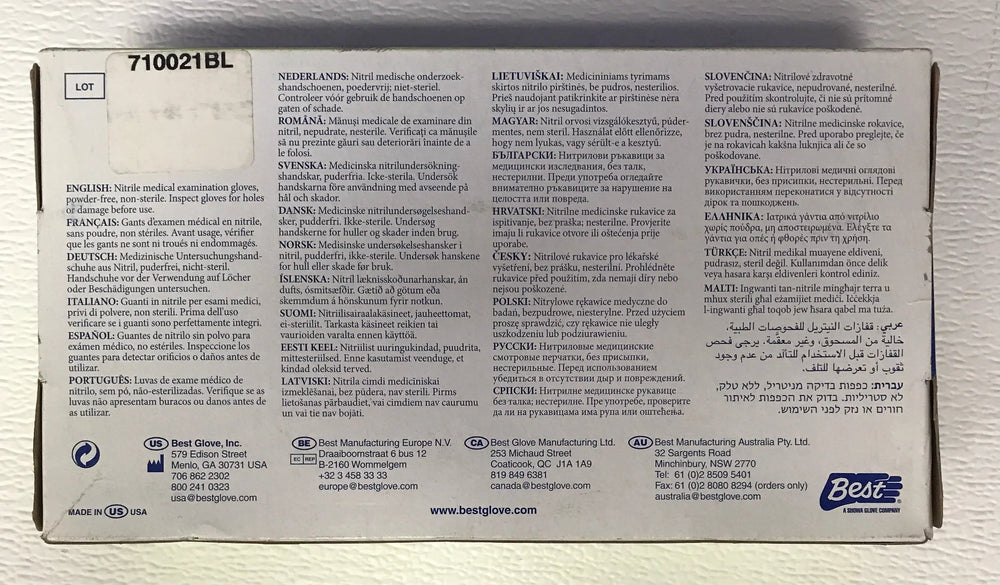 710021BL
LOT
ENGLISH: Nitrile medical examination gloves,
powder-free, non-sterile. Inspect gloves for holes
or damage before use.
FRANÇAIS: Gants d'examen médical en nitrile,
sans poudre, non stériles. Avant usage, vérifier
que les gants ne sont ni troués ni endommagés.
DEUTSCH: Medizinische Untersuchungshand-
schuhe aus Nitril, puderfrei, nicht-steril.
Handschuhe vor der Verwendung auf Löcher
oder Beschädigungen untersuchen.
ITALIANO: Guanti in nitrile per esami medici,
privi di polvere, non sterili. Prima dell'uso
verificare se i guanti sono perfettamente integri.
ESPAÑOL: Guantes de nitrilo sin polvo para
exámen médico, no estériles. Inspeccione los
guantes para detectar orificios o daños antes de
utilizar.
PORTUGUÊS: Luvas de exame médico de
nitrilo, sem pó, não-esterilizadas. Verifique se as
luvas não apresentam buracos ou danos antes de
as utilizar.
NEDERLANDS: Nitril medische onderzoek-
shandschoenen, poedervrij; niet-steriel.
Controleer vóór gebruik de handschoenen op
gaten of schade.
ROMÂNĂ: Mănuși medicale de examinare din
nitril, nepudrate, nesterile. Verificați ca mănușile
să nu prezinte găuri sau deteriorări înainte de a
le folosi.
SVENSKA: Medicinska nitrilundersökning-
shandskar, puderfria. Icke-sterila. Undersök
handskarna före användning med avseende på
hål och skador.
DANSK: Medicinske nitrilundersøgelseshand-
sker, pudderfri. Ikke-sterile. Undersøg
handskerne for huller og skader inden brug.
NORSK: Medisinske undersøkelseshansker i
nitril, pudderfri, ikke-sterile. Undersøk hanskene
for hull eller skade før bruk.
ÍSLENSKA: Nítríl læknisskoðunarhanskar, án
dufts, ósmitsæfðir. Gætið að götum eða
skemmdum á hönskunum fyrir notkun.
SUOMI: Nitriilisairaalakäsineet, jauheettomat,
ei-steriilit. Tarkasta käsineet reikien tai
vaurioiden varalta ennen käyttöä.
EESTI KEEL: Nitriilist uuringukindad, puudrita,
mittesteriilsed. Enne kasutamist veenduge, et
kindad oleksid terved.
LATVISKI: Nitrila cimdi medicīniskai
izmeklēšanai, bez pūdera, nav sterili. Pirms
lietošanas pārbaudiet, vai cimdiem nav caurumu
un vai tie nav bojāti.
LIETUVIŠKAI: Medicininiams tyrimams
skirtos nitrilo pirštinės, be pudros, nesterilios.
Prieš naudojant patikrinkite ar pirštinėse nėra
skylių ir ar jos nesugadintos.
MAGYAR: Nitril orvosi vizsgálókesztyű, púder-
mentes, nem steril. Használat előtt ellenőrizze,
hogy nem lyukas, vagy sérült-e a kesztyű.
БЪЛГАРСКИ: Нитрилови ръкавици за
медицински изследвания, без талк,
нестерилни. Преди употреба огледайте
внимателно ръкавиците за нарушение на
целостта или повреда.
HRVATSKI: Nitrilne medicinske rukavice za
ispitivanje, bez praška; nesterilne. Provjerite
imaju li rukavice otvore ili oštećenja prije
uporabe.
ČESKY: Nitrilové rukavice pro lékařské
vyšetření, bez prášku, nesterilní. Prohlédněte
rukavice před použitím, zda nemají díry nebo
nejsou poškozené.
POLSKI: Nitrylowe rękawice medyczne do
badań, bezpudrowe, niesterylne. Przed użyciem
proszę sprawdzić, czy rękawice nie uległy
uszkodzeniu lub podziurawieniu.
РУССКИ: Нитриловые медицинские
смотровые перчатки, без присыпки,
нестерильные. Перед использованием
убедиться в отсутствии дыр и повреждений.
СРПСКИ: Нитрилне медицинске рукавице
без талка; нестерилне. Пре употребе, проверите
да ли на рукавицама има рупа или оштећења.
SLOVENČINA: Nitrilové zdravotné
vyšetrovacie rukavice, nepudrované, nesterilné.
Pred použitím skontrolujte, či nie sú prítomné
diery alebo nie sú rukavice poškodené.
SLOVENŠČINA: Nitrilne medicinske rokavice,
brez pudra, nesterilne. Pred uporabo preglejte, če
je na rokavicah kakšna luknjica ali če so
poškodovane.
УКРАЇНСЬКА: Нітрилові медичні оглядові
рукавички, без присипки, нестерильні. Перед
використанням переконатися у відсутності
дірок та пошкоджень.
ΕΛΛΗΝΙΚΑ: Ιατρικά γάντια από νιτρίλιο
χωρίς πούδρα, μη αποστειρωμένα. Ελέγξτε τα
γάντια για οπές ή φθορές πριν τη χρήση.
TÜRKÇE: Nitril medikal muayene eldiveni,
pudrasız, steril değil. Kullanımdan önce delik
veya hasara karşı eldivenleri kontrol ediniz.
MALTI: Ingwanti tan-nitrile mingħajr terra u
mhux sterili għal eżamijiet mediċi. Iċċekkja
l-ingwanti għal toqob jew ħsara qabel ma tuża.
عربي: قفازات النيتريل للفحوصات الطبية،
خالية من المسحوق، وغير معقّمة. يرجى فحص
القفازات قبل الاستخدام للتأكد من عدم وجود
ثقوب أو تعرضها للتلف.
עברית: כפפות בדיקה מניטריל, ללא טלק,
לא סטריליות. בדוק את הכפפות לאיתור
חורים או נזק לפני השימוש.
US Best Glove, Inc.
579 Edison Street
Menlo, GA 30731 USA
706 862 2302
800 241 0323
usa@bestglove.com
BE Best Manufacturing Europe N.V.
EC REP Draaiboomstraat 6 bus 12
B-2160 Wommelgem
+32 3 458 33 33
europe@bestglove.com
CA Best Glove Manufacturing Ltd.
253 Michaud Street
Coaticook, QC J1A 1A9
819 849 6381
canada@bestglove.com
AU Best Manufacturing Australia Pty. Ltd.
32 Sargents Road
Minchinbury, NSW 2770
Tel: 61 (0)2 8509 5401
Fax: 61 (0)2 8080 8294 (orders only)
australia@bestglove.com
2
MADE IN US USA
www.bestglove.com
Best
A SHOWA GLOVE COMPANY